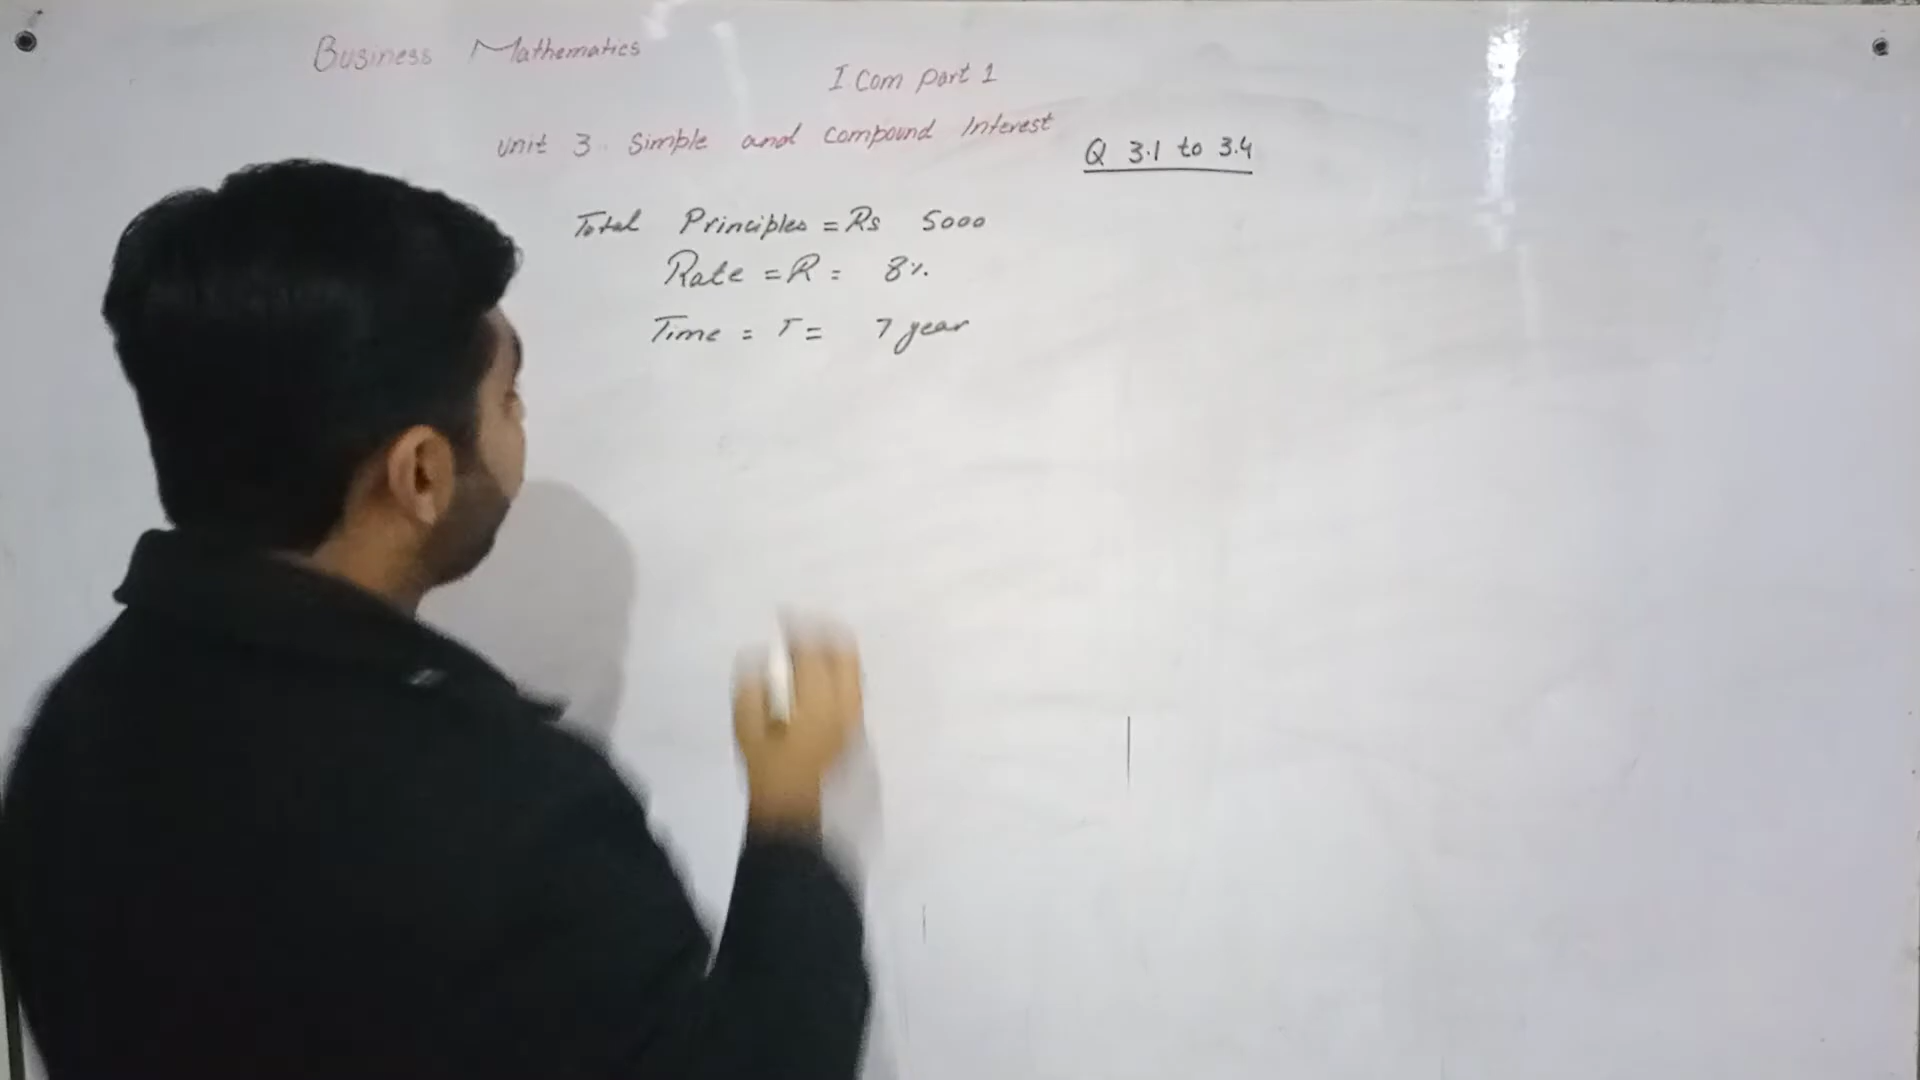 Business Mathematics
I Com part 1
Unit 3. Simple and Compound Interest
Q 3.1 to 3.4
Total Principles = Rs 5000
Rate = R = 8%.
Time = T = 7 year